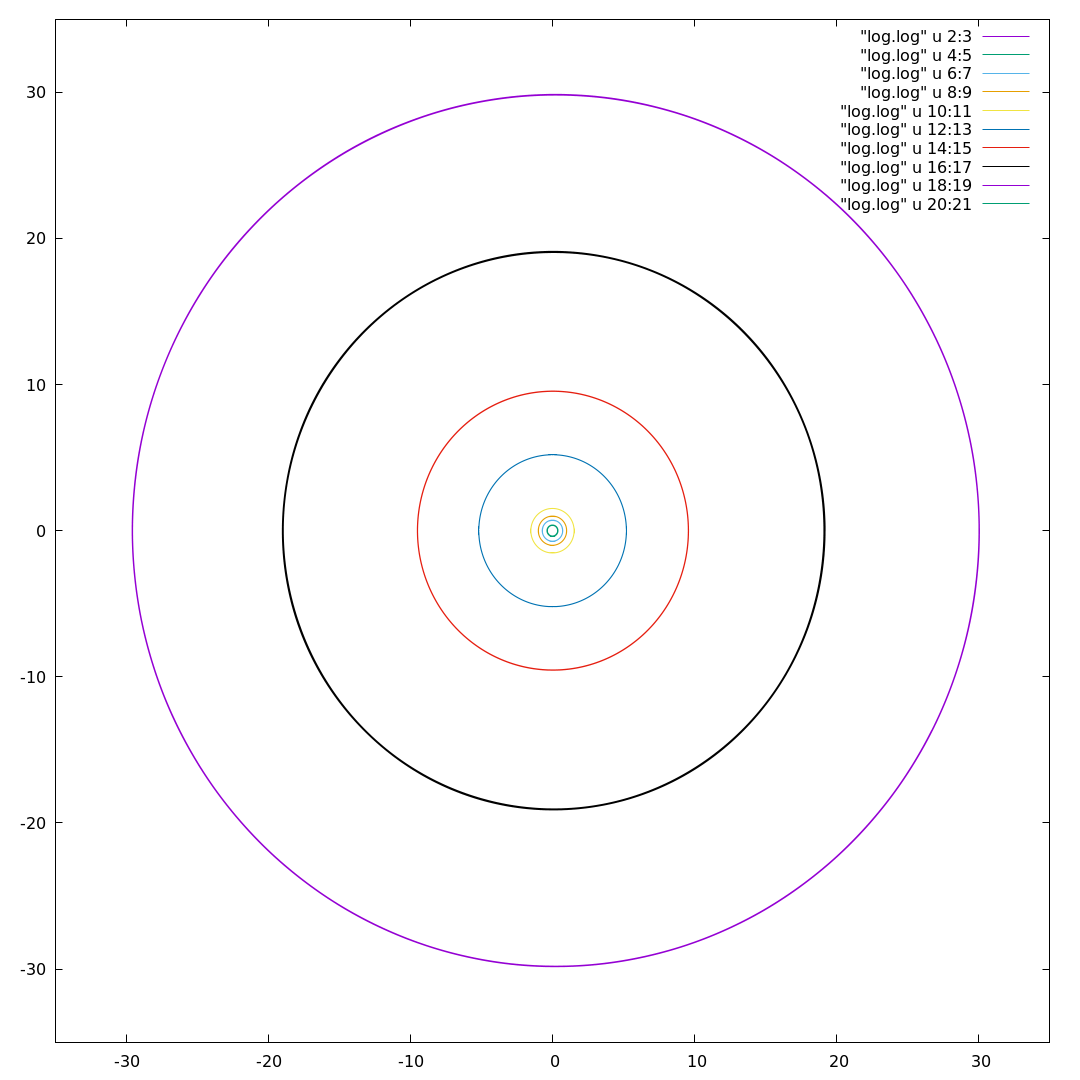 "log.log" u 2:3
"log.log" u 4:5
"log.log" u 6:7
"log.log" u 8:9
"log.log" u 10:11
"log.log" u 12:13
"log.log" u 14:15
"log.log" u 16:17
"log.log" u 18:19
"log.log" u 20:21
30
20
10
0
-10
-20
-30
-30 -20 -10 0 10 20 30